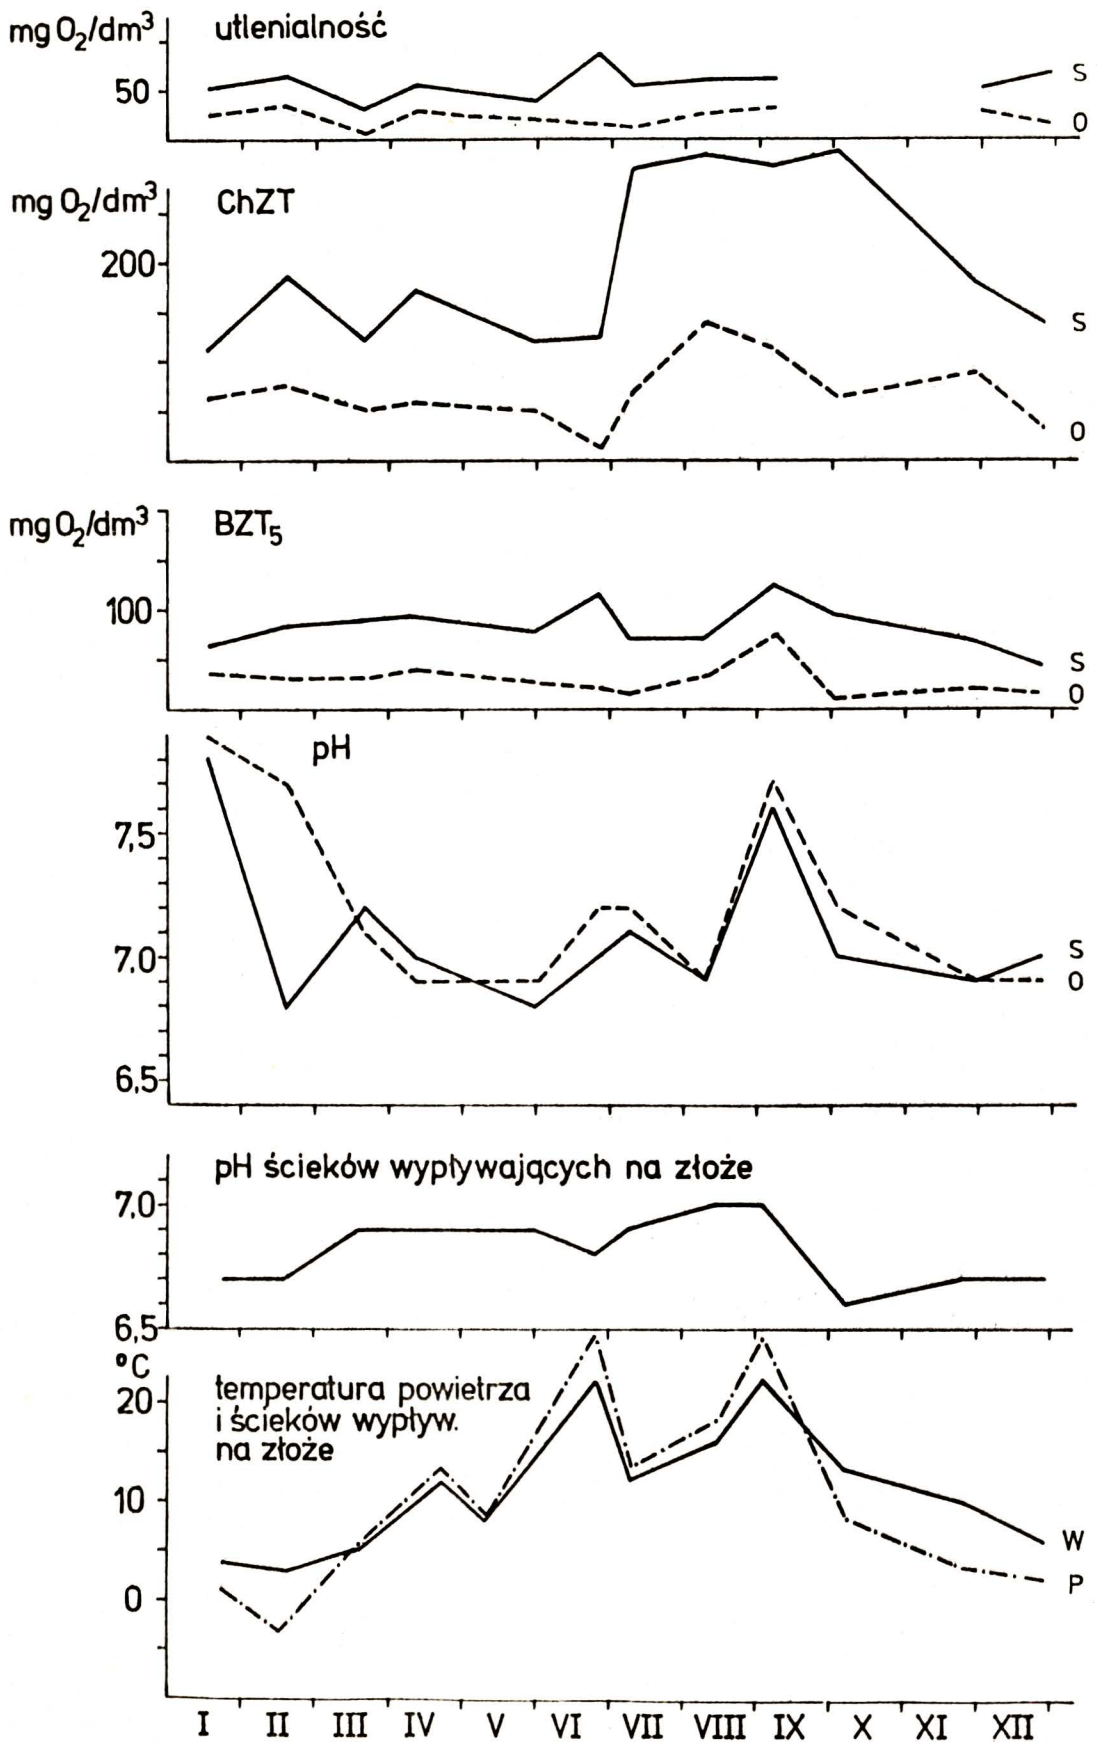 mg O₂/dm³ utlenialność
50
S
O
mg O₂/dm³ ChZT
200
S
O
mg O₂/dm³ BZT₅
100
S
O
pH
7,5
7,0
6,5
S
O
pH ścieków wypływających na złoże
7,0
6,5
°C
temperatura powietrza
i ścieków wypływ.
na złoże
20
10
0
W
P
I II III IV V VI VII VIII IX X XI XII